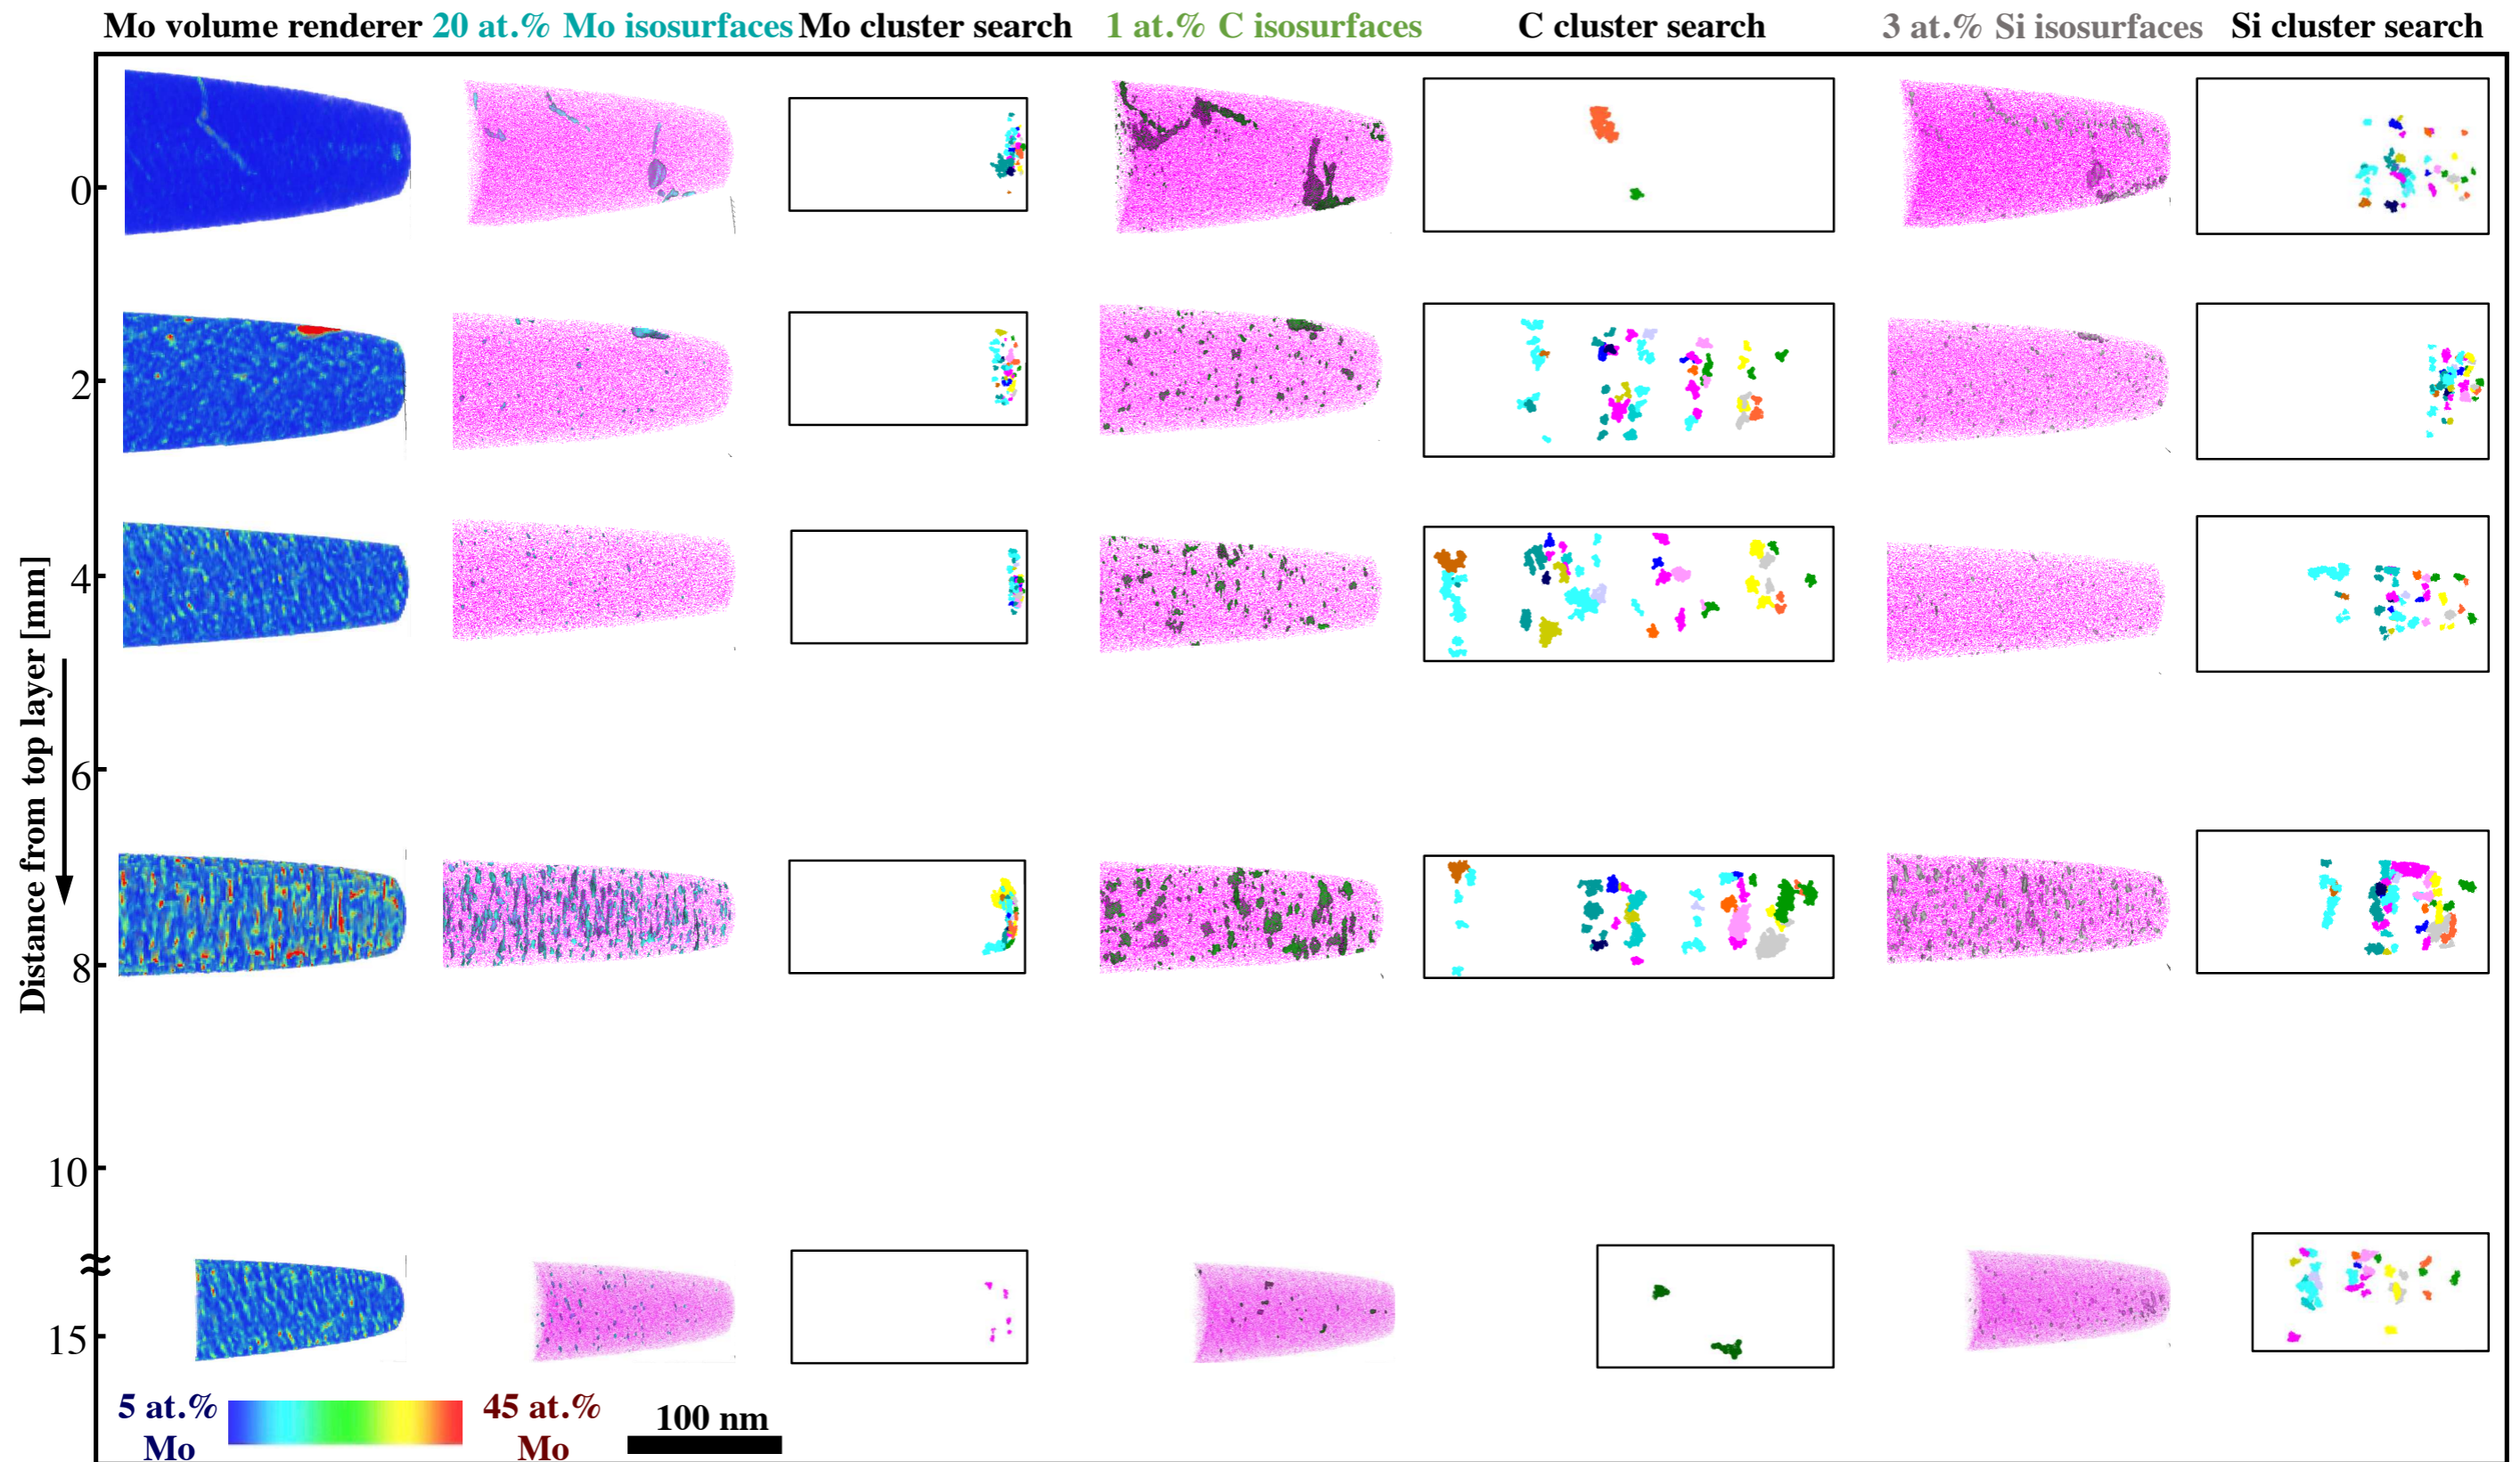 Mo volume renderer 20 at.% Mo isosurfaces Mo cluster search 1 at.% C isosurfaces C cluster search 3 at.% Si isosurfaces Si cluster search
Distance from top layer [mm]
0
2
4
6
8
10
≈
15
5 at.% Mo
45 at.% Mo
100 nm